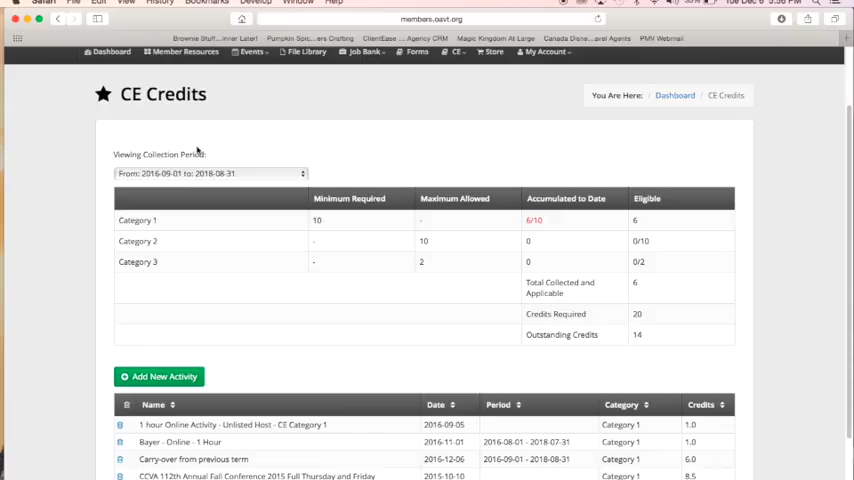 Safari File Edit View History Bookmarks Develop Window Help 35% Tue Dec 6 5:56 PM
members.oavt.org
Brownie Stuff...inner Later! Pumpkin Spic...rs Crafting ClientEase ... Agency CRM Magic Kingdom At Large Canada Disne...avel Agents PMV Webmail
Dashboard Member Resources Events File Library Job Bank Forms CE Store My Account
CE Credits
You Are Here: Dashboard / CE Credits
Viewing Collection Period:
From: 2016-09-01 to: 2018-08-31
Minimum Required Maximum Allowed Accumulated to Date Eligible
Category 1 10 - 6/10 6
Category 2 - 10 0 0/10
Category 3 - 2 0 0/2
Total Collected and Applicable 6
Credits Required 20
Outstanding Credits 14
Add New Activity
Name Date Period Category Credits
1 hour Online Activity - Unlisted Host - CE Category 1 2016-09-05 Category 1 1.0
Bayer - Online - 1 Hour 2016-11-01 2016-08-01 - 2018-07-31 Category 1 1.0
Carry-over from previous term 2016-12-06 2016-09-01 - 2018-08-31 Category 1 6.0
CCVA 112th Annual Fall Conference 2015 Full Thursday and Friday 2015-10-10 Category 1 8.5